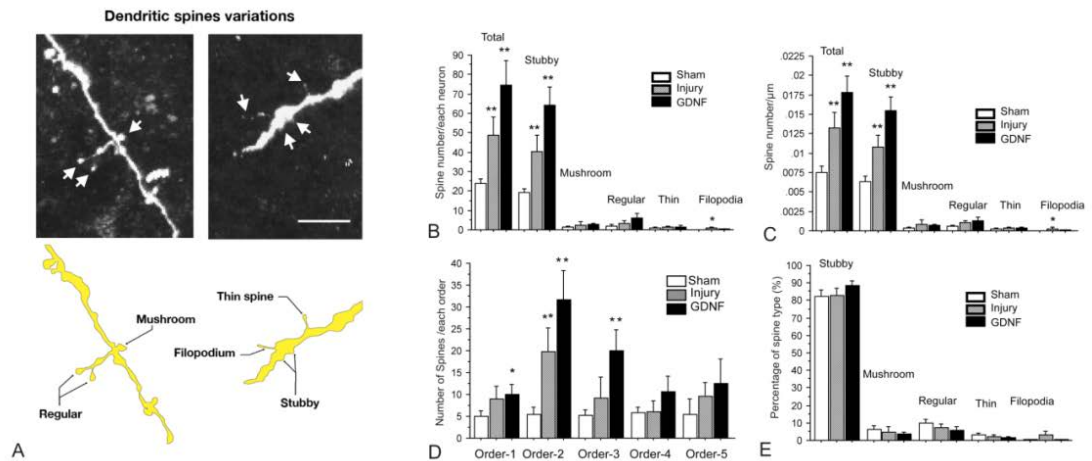 Dendritic spines variations
A
Thin spine
Mushroom
Filopodium
Regular
Stubby
B
Spine number/each neuron
90
80
70
60
50
40
30
20
10
0
Total
**
**
Stubby
**
**
Mushroom
Regular
Thin
Filopodia
*
Sham
Injury
GDNF
C
Spine number/µm
.0225
.02
.0175
.015
.0125
.01
.0075
.005
.0025
0
Total
**
**
Stubby
**
**
Mushroom
Regular
Thin
Filopodia
*
Sham
Injury
GDNF
D
Number of Spines /each order
40
35
30
25
20
15
10
5
0
*
**
**
**
Sham
Injury
GDNF
Order-1 Order-2 Order-3 Order-4 Order-5
E
Percentage of spine type (%)
100
90
80
70
60
50
40
30
20
10
0
Stubby
Mushroom
Regular
Thin
Filopodia
Sham
Injury
GDNF